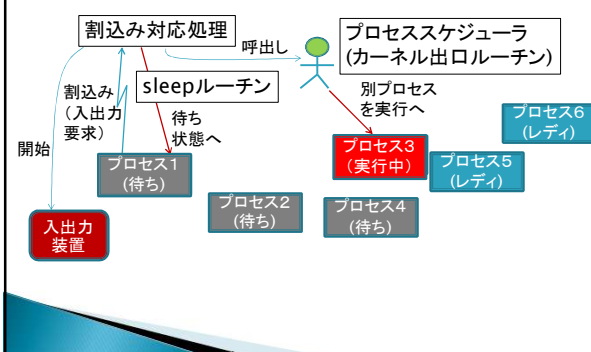 割込み対応処理
呼出し
プロセススケジューラ
(カーネル出口ルーチン)
割込み
(入出力
要求)
sleepルーチン
待ち
状態へ
別プロセス
を実行へ
開始
プロセス1
(待ち)
プロセス2
(待ち)
プロセス3
(実行中)
プロセス4
(待ち)
プロセス5
(レディ)
プロセス6
(レディ)
入出力
装置